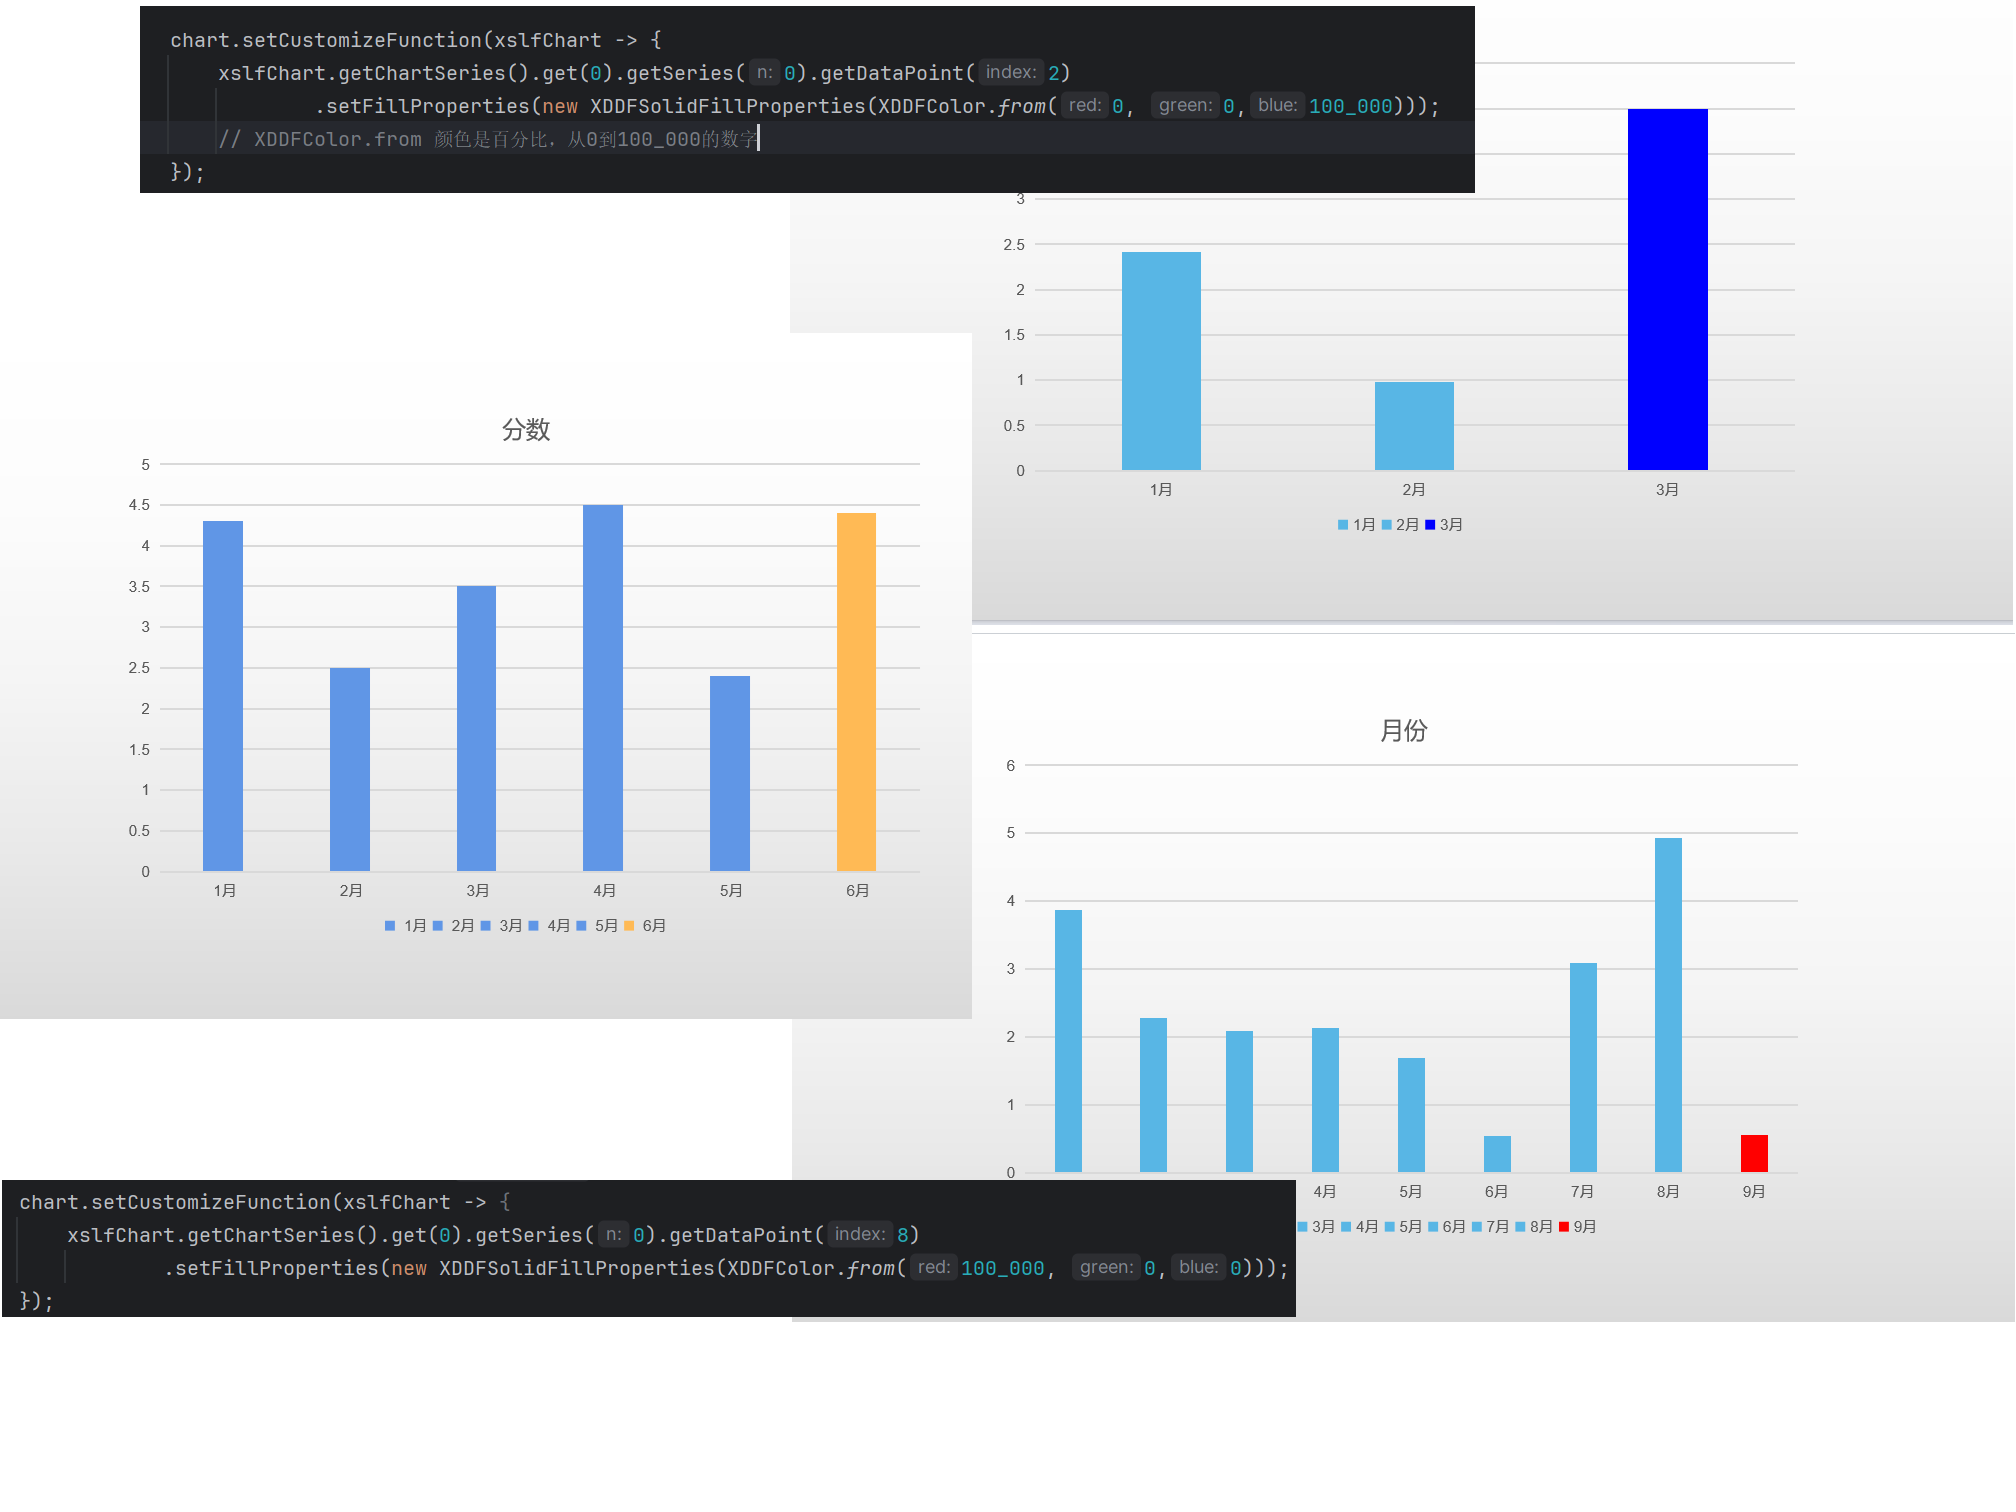 chart.setCustomizeFunction(xslfChart -> {
xslfChart.getChartSeries().get(0).getSeries( n: 0).getDataPoint( index: 2)
.setFillProperties(new XDDFSolidFillProperties(XDDFColor.from( red: 0, green: 0, blue: 100_000)));
// XDDFColor.from 颜色是百分比，从0到100_000的数字
});
3
2.5
2
1.5
1
0.5
0
1月 2月 3月
1月 2月 3月
分数
5
4.5
4
3.5
3
2.5
2
1.5
1
0.5
0
1月 2月 3月 4月 5月 6月
1月 2月 3月 4月 5月 6月
月份
6
5
4
3
2
1
0
4月 5月 6月 7月 8月 9月
3月 4月 5月 6月 7月 8月 9月
chart.setCustomizeFunction(xslfChart -> {
xslfChart.getChartSeries().get(0).getSeries( n: 0).getDataPoint( index: 8)
.setFillProperties(new XDDFSolidFillProperties(XDDFColor.from( red: 100_000, green: 0, blue: 0)));
});